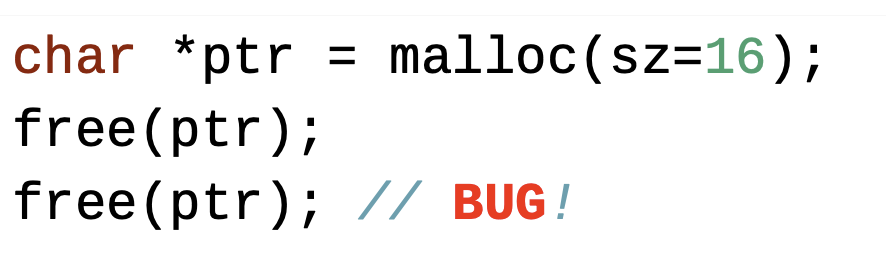 char *ptr = malloc(sz=16);
free(ptr);
free(ptr); // BUG!